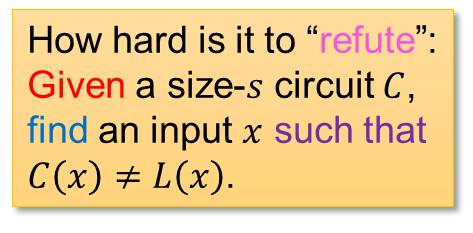 How hard is it to “refute”:
Given a size-𝑠 circuit 𝐶,
find an input 𝑥 such that
𝐶(𝑥) ≠ 𝐿(𝑥).